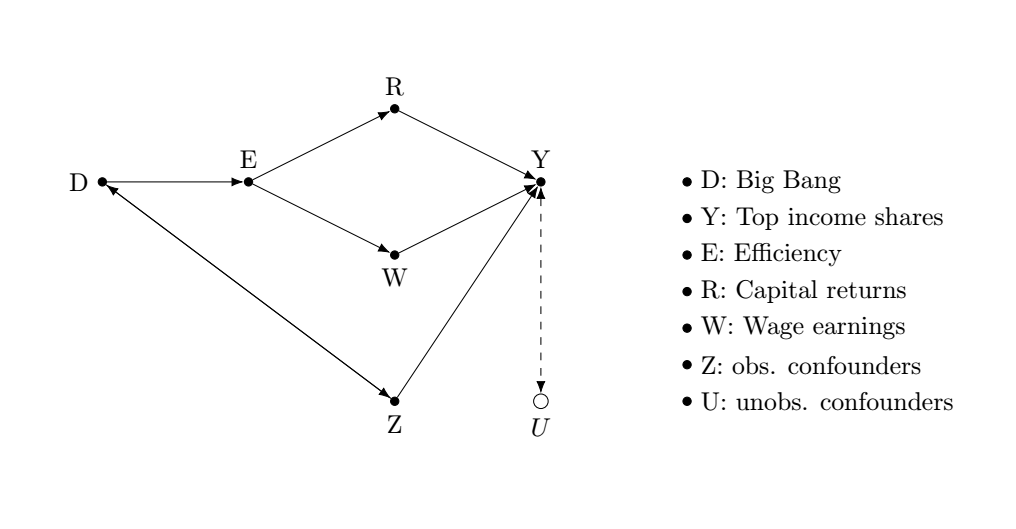 R
E
Y
D
W
Z
U
D: Big Bang
Y: Top income shares
E: Efficiency
R: Capital returns
W: Wage earnings
Z: obs. confounders
U: unobs. confounders